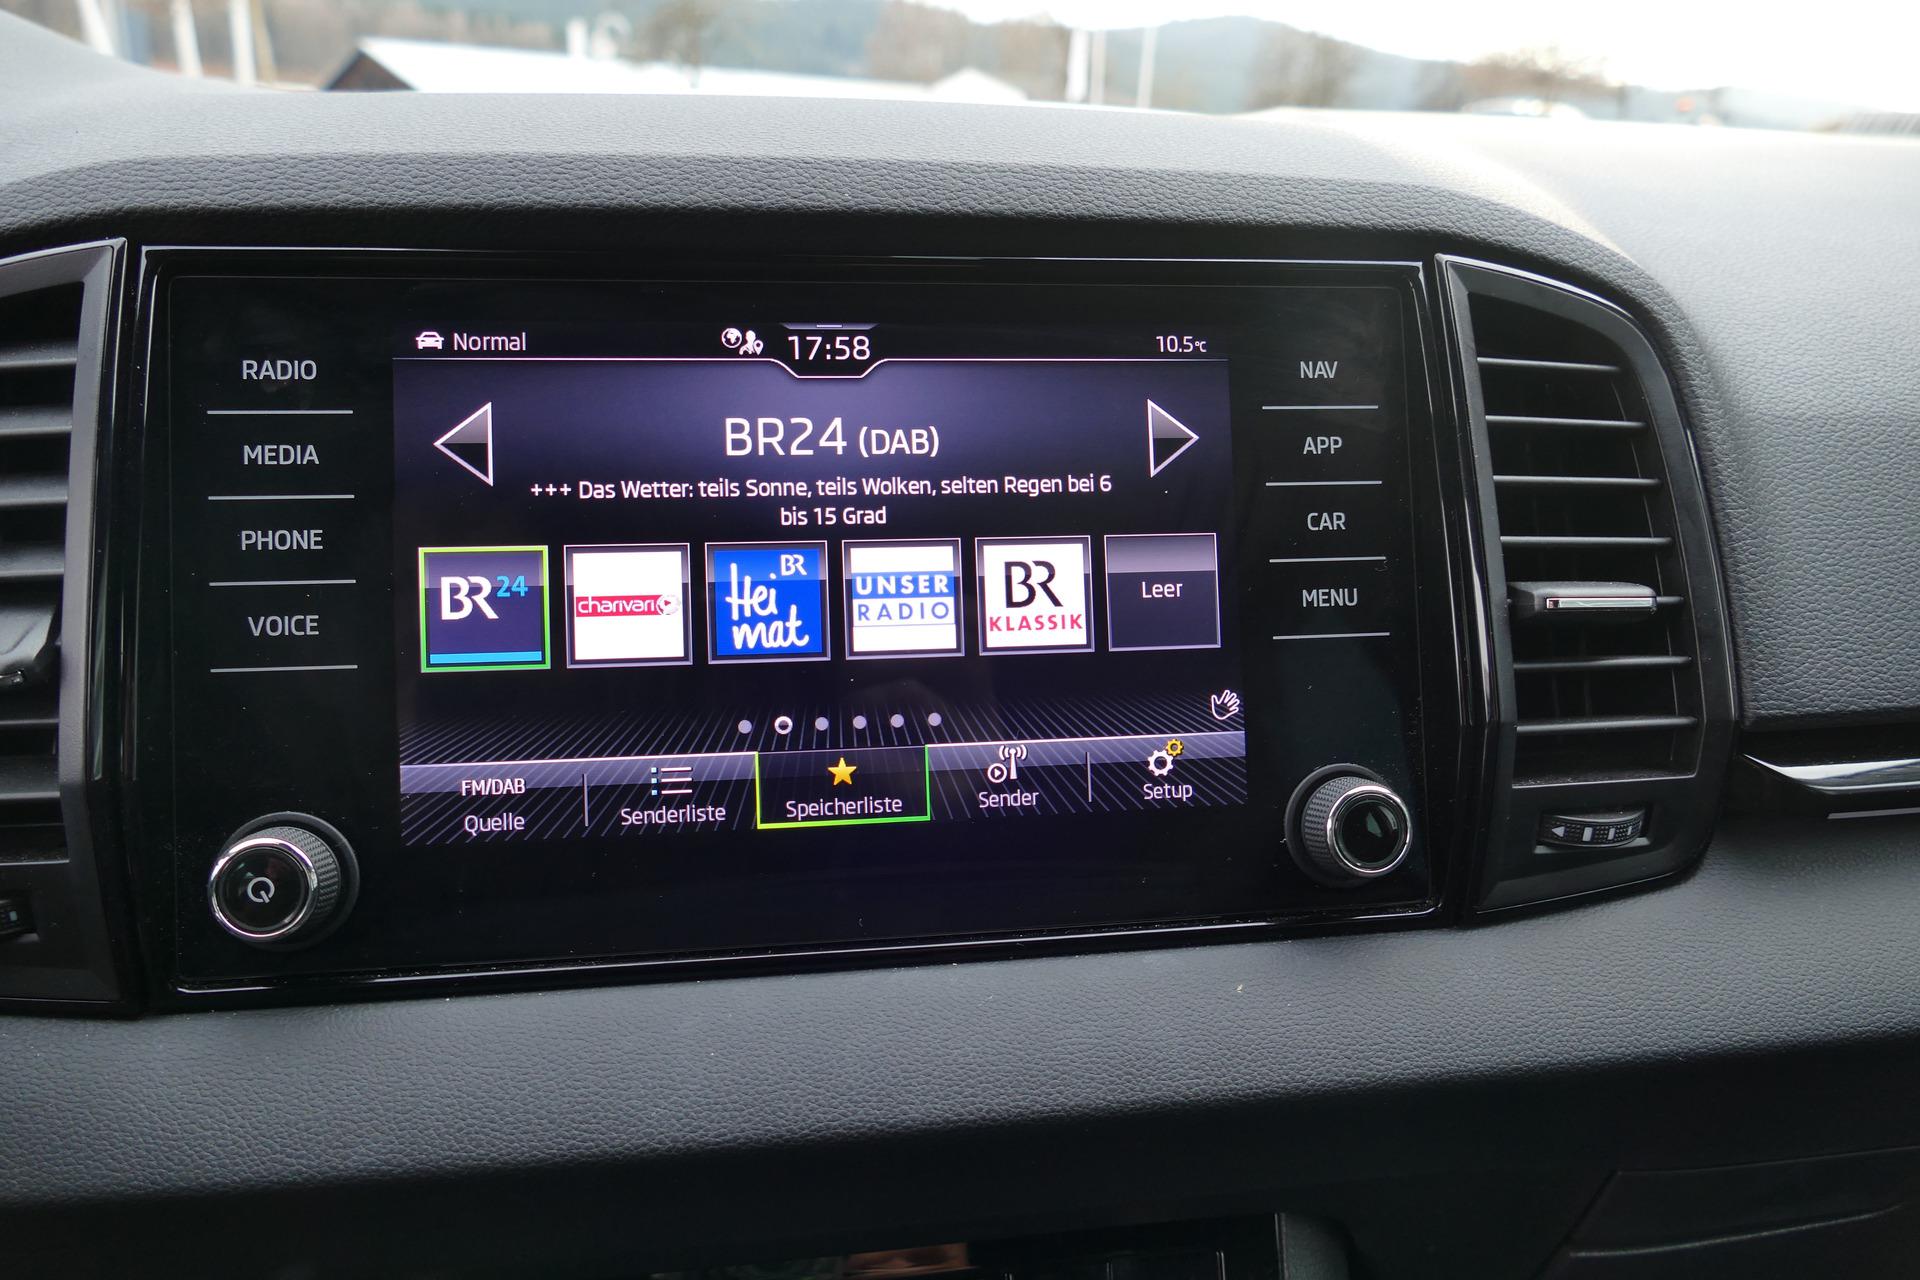 Normal
17:58
10.5°C
RADIO
MEDIA
PHONE
VOICE
NAV
APP
CAR
MENU
BR24 (DAB)
+++ Das Wetter: teils Sonne, teils Wolken, selten Regen bei 6
bis 15 Grad
BR24
charivari
BR
Hei
mat
UNSER
RADIO
BR
KLASSIK
Leer
FM/DAB
Quelle
Senderliste
Speicherliste
Sender
Setup